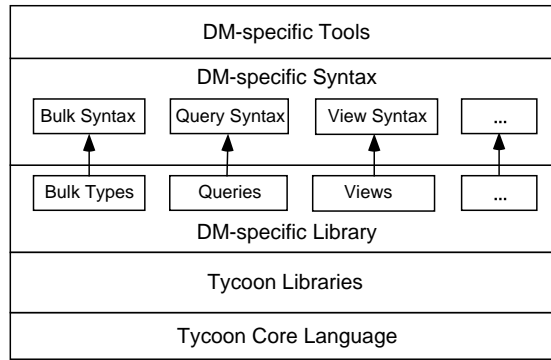 DM-specific Tools
DM-specific Syntax
Bulk Syntax Query Syntax View Syntax ...
Bulk Types Queries Views ...
DM-specific Library
Tycoon Libraries
Tycoon Core Language